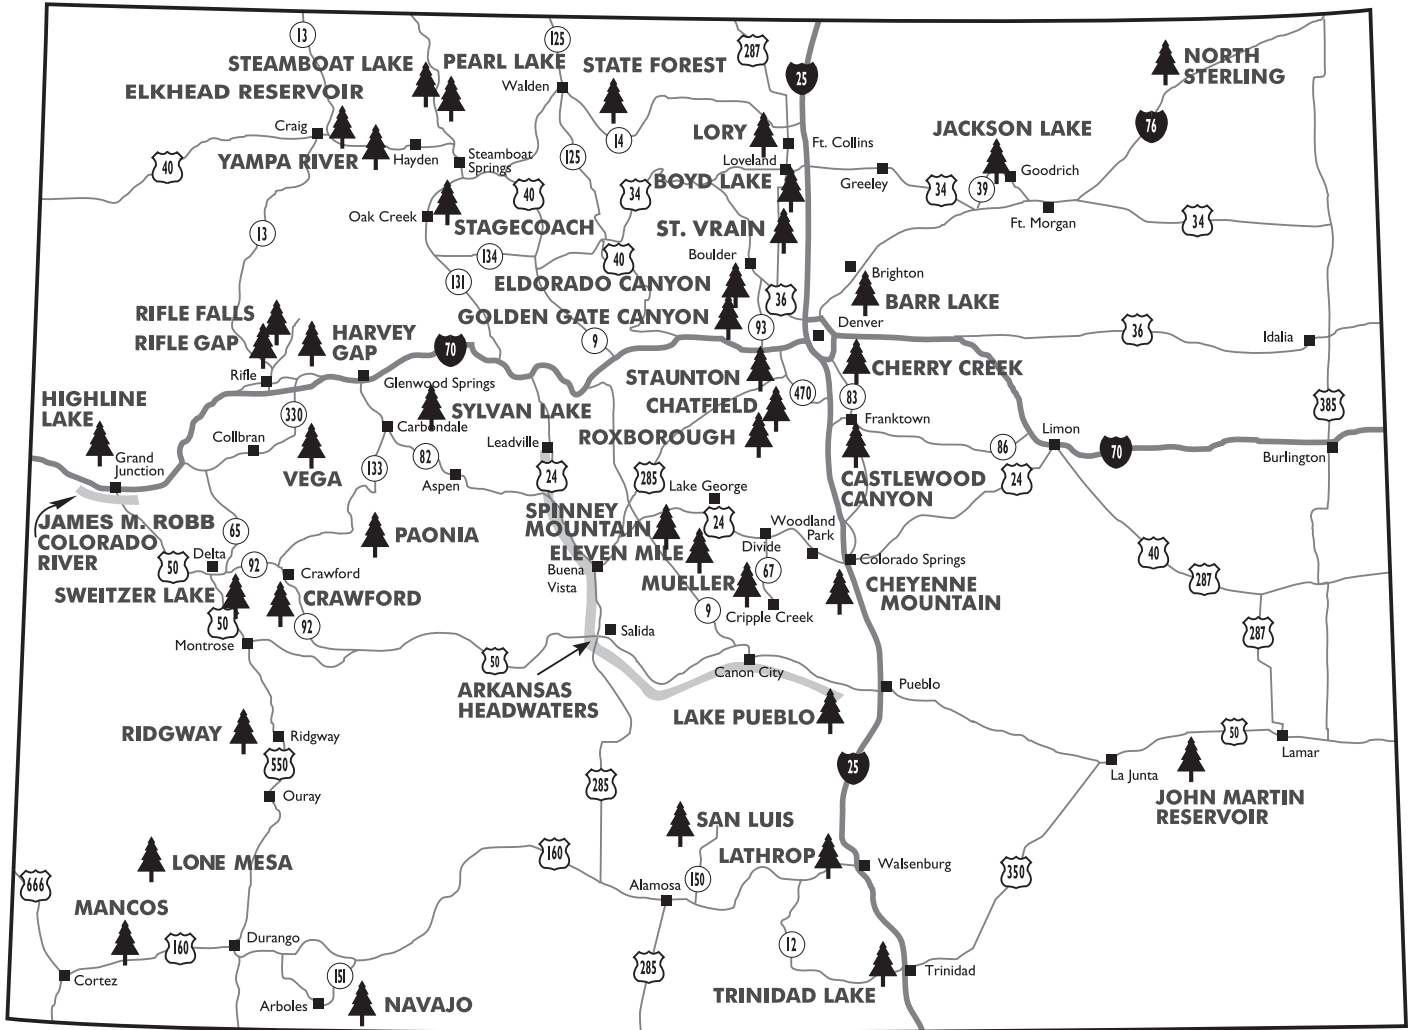 13
125
287
25
STEAMBOAT LAKE
PEARL LAKE
STATE FOREST
NORTH
STERLING
Walden
ELKHEAD RESERVOIR
Craig
14
LORY
Ft. Collins
JACKSON LAKE
76
YAMPA RIVER
Hayden
Steamboat
Springs
125
40
Loveland
BOYD LAKE
Greeley
34
39
Goodrich
40
34
Oak Creek
STAGECOACH
ST. VRAIN
Ft. Morgan
34
13
134
40
Boulder
131
ELDORADO CANYON
Brighton
BARR LAKE
36
RIFLE FALLS
RIFLE GAP
HARVEY
GAP
GOLDEN GATE CANYON
93
Denver
36
Idalia
70
9
Rifle
Glenwood Springs
STAUNTON
CHERRY CREEK
HIGHLINE
LAKE
330
SYLVAN LAKE
CHATFIELD
470
83
385
Collbran
Carbondale
Leadville
ROXBOROUGH
Franktown
Limon
Grand
Junction
VEGA
133
82
Aspen
24
285
Lake George
CASTLEWOOD
CANYON
86
24
70
Burlington
JAMES M. ROBB
COLORADO
RIVER
65
PAONIA
SPINNEY
MOUNTAIN
24
Woodland
Park
Divide
Delta
50
92
Crawford
ELEVEN MILE
Buena
Vista
67
Colorado Springs
40
287
SWEITZER LAKE
CRAWFORD
MUELLER
CHEYENNE
MOUNTAIN
50
92
9
Cripple Creek
Montrose
Salida
287
50
Canon City
ARKANSAS
HEADWATERS
Pueblo
LAKE PUEBLO
RIDGWAY
Ridgway
50
Lamar
550
25
La Junta
285
Ouray
JOHN MARTIN
RESERVOIR
SAN LUIS
LONE MESA
160
LATHROP
Walsenburg
666
Alamosa
150
350
MANCOS
160
Durango
12
Cortez
151
285
Trinidad
Arboles
NAVAJO
TRINIDAD LAKE